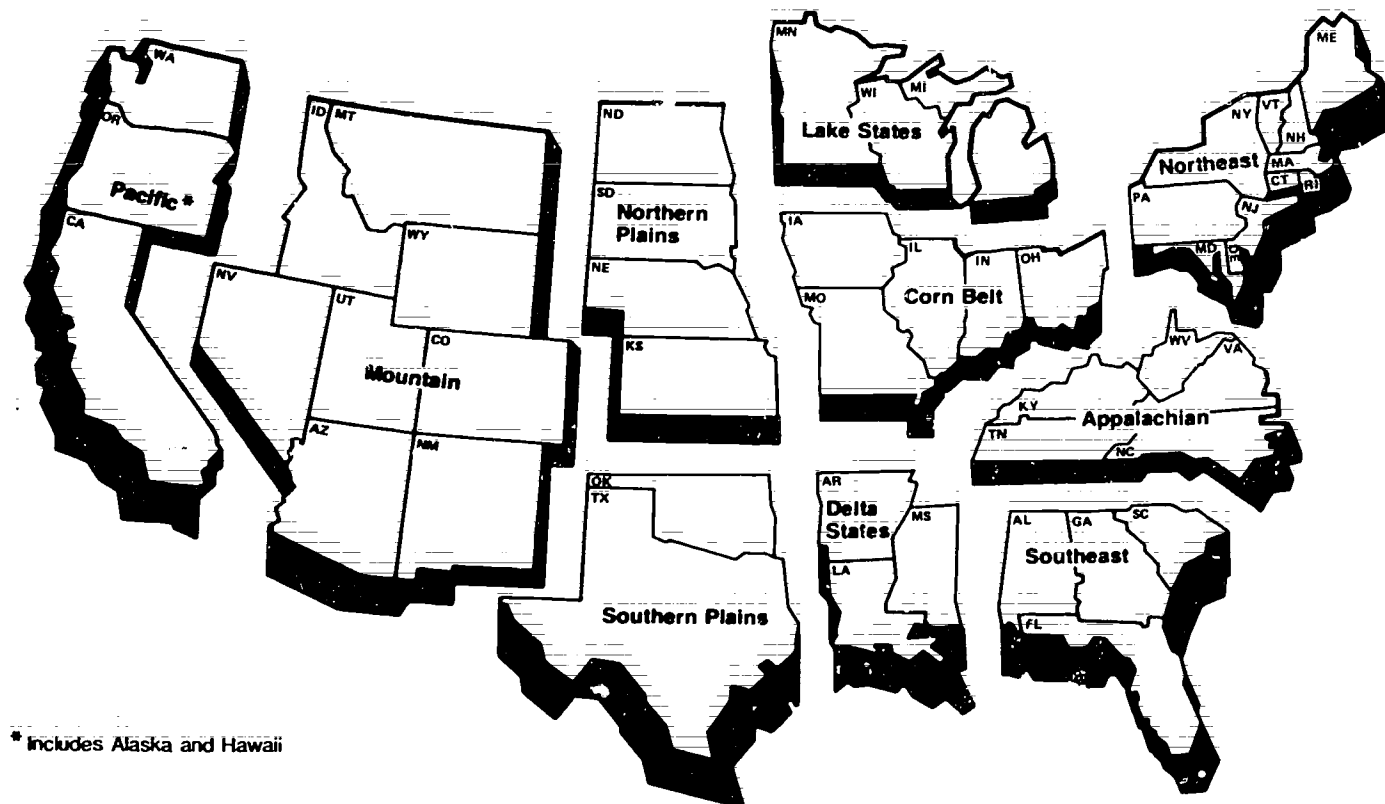 WA
OR
Pacific*
CA
ID
MT
WY
NV
UT
CO
Mountain
AZ
NM
ND
SD
Northern
Plains
NE
KS
OK
TX
Southern Plains
MN
WI
MI
Lake States
IA
IL
IN
OH
MO
Corn Belt
AR
Delta
States
MS
LA
ME
NY
VT
NH
Northeast
MA
CT
RI
PA
NJ
MD
DE
WV
VA
KY
Appalachian
TN
NC
AL
GA
SC
Southeast
FL
* Includes Alaska and Hawaii